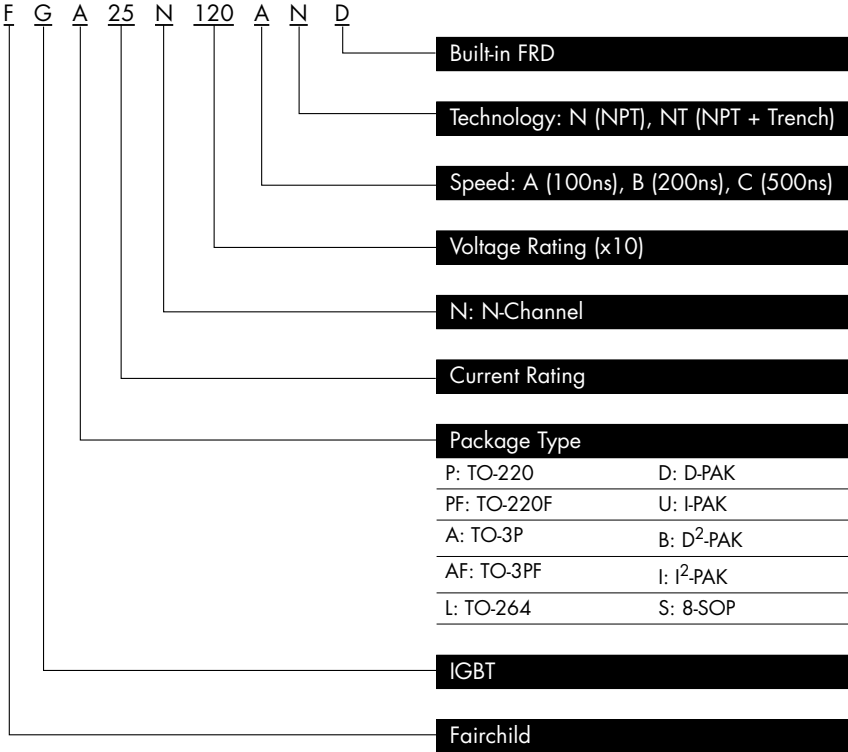 F G A 25 N 120 A N D
Built-in FRD
Technology: N (NPT), NT (NPT + Trench)
Speed: A (100ns), B (200ns), C (500ns)
Voltage Rating (x10)
N: N-Channel
Current Rating
Package Type
P: TO-220 D: D-PAK
PF: TO-220F U: I-PAK
A: TO-3P B: D²-PAK
AF: TO-3PF I: I²-PAK
L: TO-264 S: 8-SOP
IGBT
Fairchild